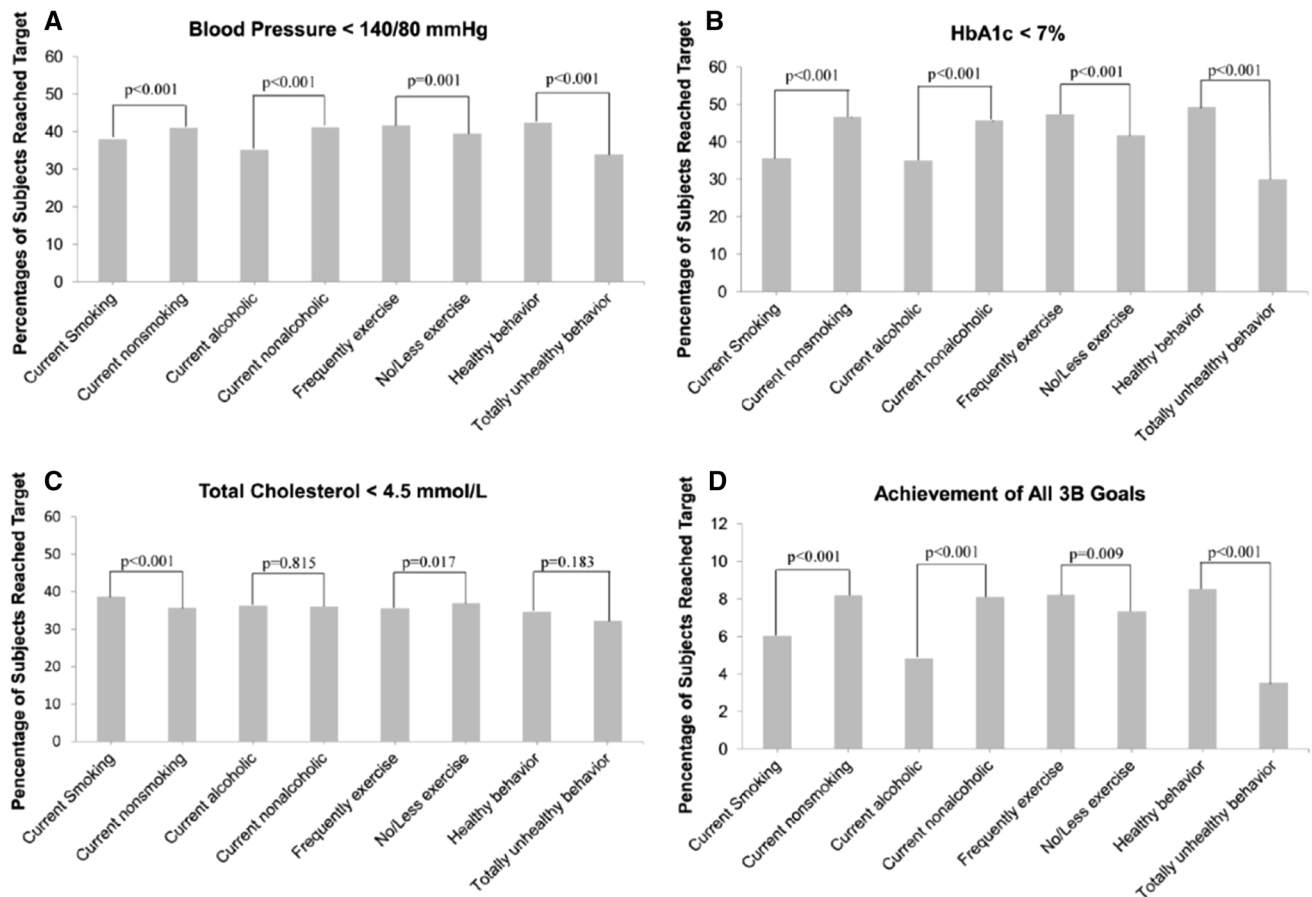 A
Blood Pressure < 140/80 mmHg
Percentages of Subjects Reached Target
60
50
40
30
20
10
0
p<0.001
p<0.001
p=0.001
p<0.001
Current Smoking
Current nonsmoking
Current alcoholic
Current nonalcoholic
Frequently exercise
No/Less exercise
Healthy behavior
Totally unhealthy behavior
B
HbA1c < 7%
Pencentage of Subjects Reached Target
60
50
40
30
20
10
0
p<0.001
p<0.001
p<0.001
p<0.001
Current Smoking
Current nonsmoking
Current alcoholic
Current nonalcoholic
Frequently exercise
No/Less exercise
Healthy behavior
Totally unhealthy behavior
C
Total Cholesterol < 4.5 mmol/L
Pencentage of Subjects Reached Target
60
50
40
30
20
10
0
p<0.001
p=0.815
p=0.017
p=0.183
Current Smoking
Current nonsmoking
Current alcoholic
Current nonalcoholic
Frequently exercise
No/Less exercise
Healthy behavior
Totally unhealthy behavior
D
Achievement of All 3B Goals
Pencentage of Subjects Reached Target
12
10
8
6
4
2
0
p<0.001
p<0.001
p=0.009
p<0.001
Current Smoking
Current nonsmoking
Current alcoholic
Current nonalcoholic
Frequently exercise
No/Less exercise
Healthy behavior
Totally unhealthy behavior